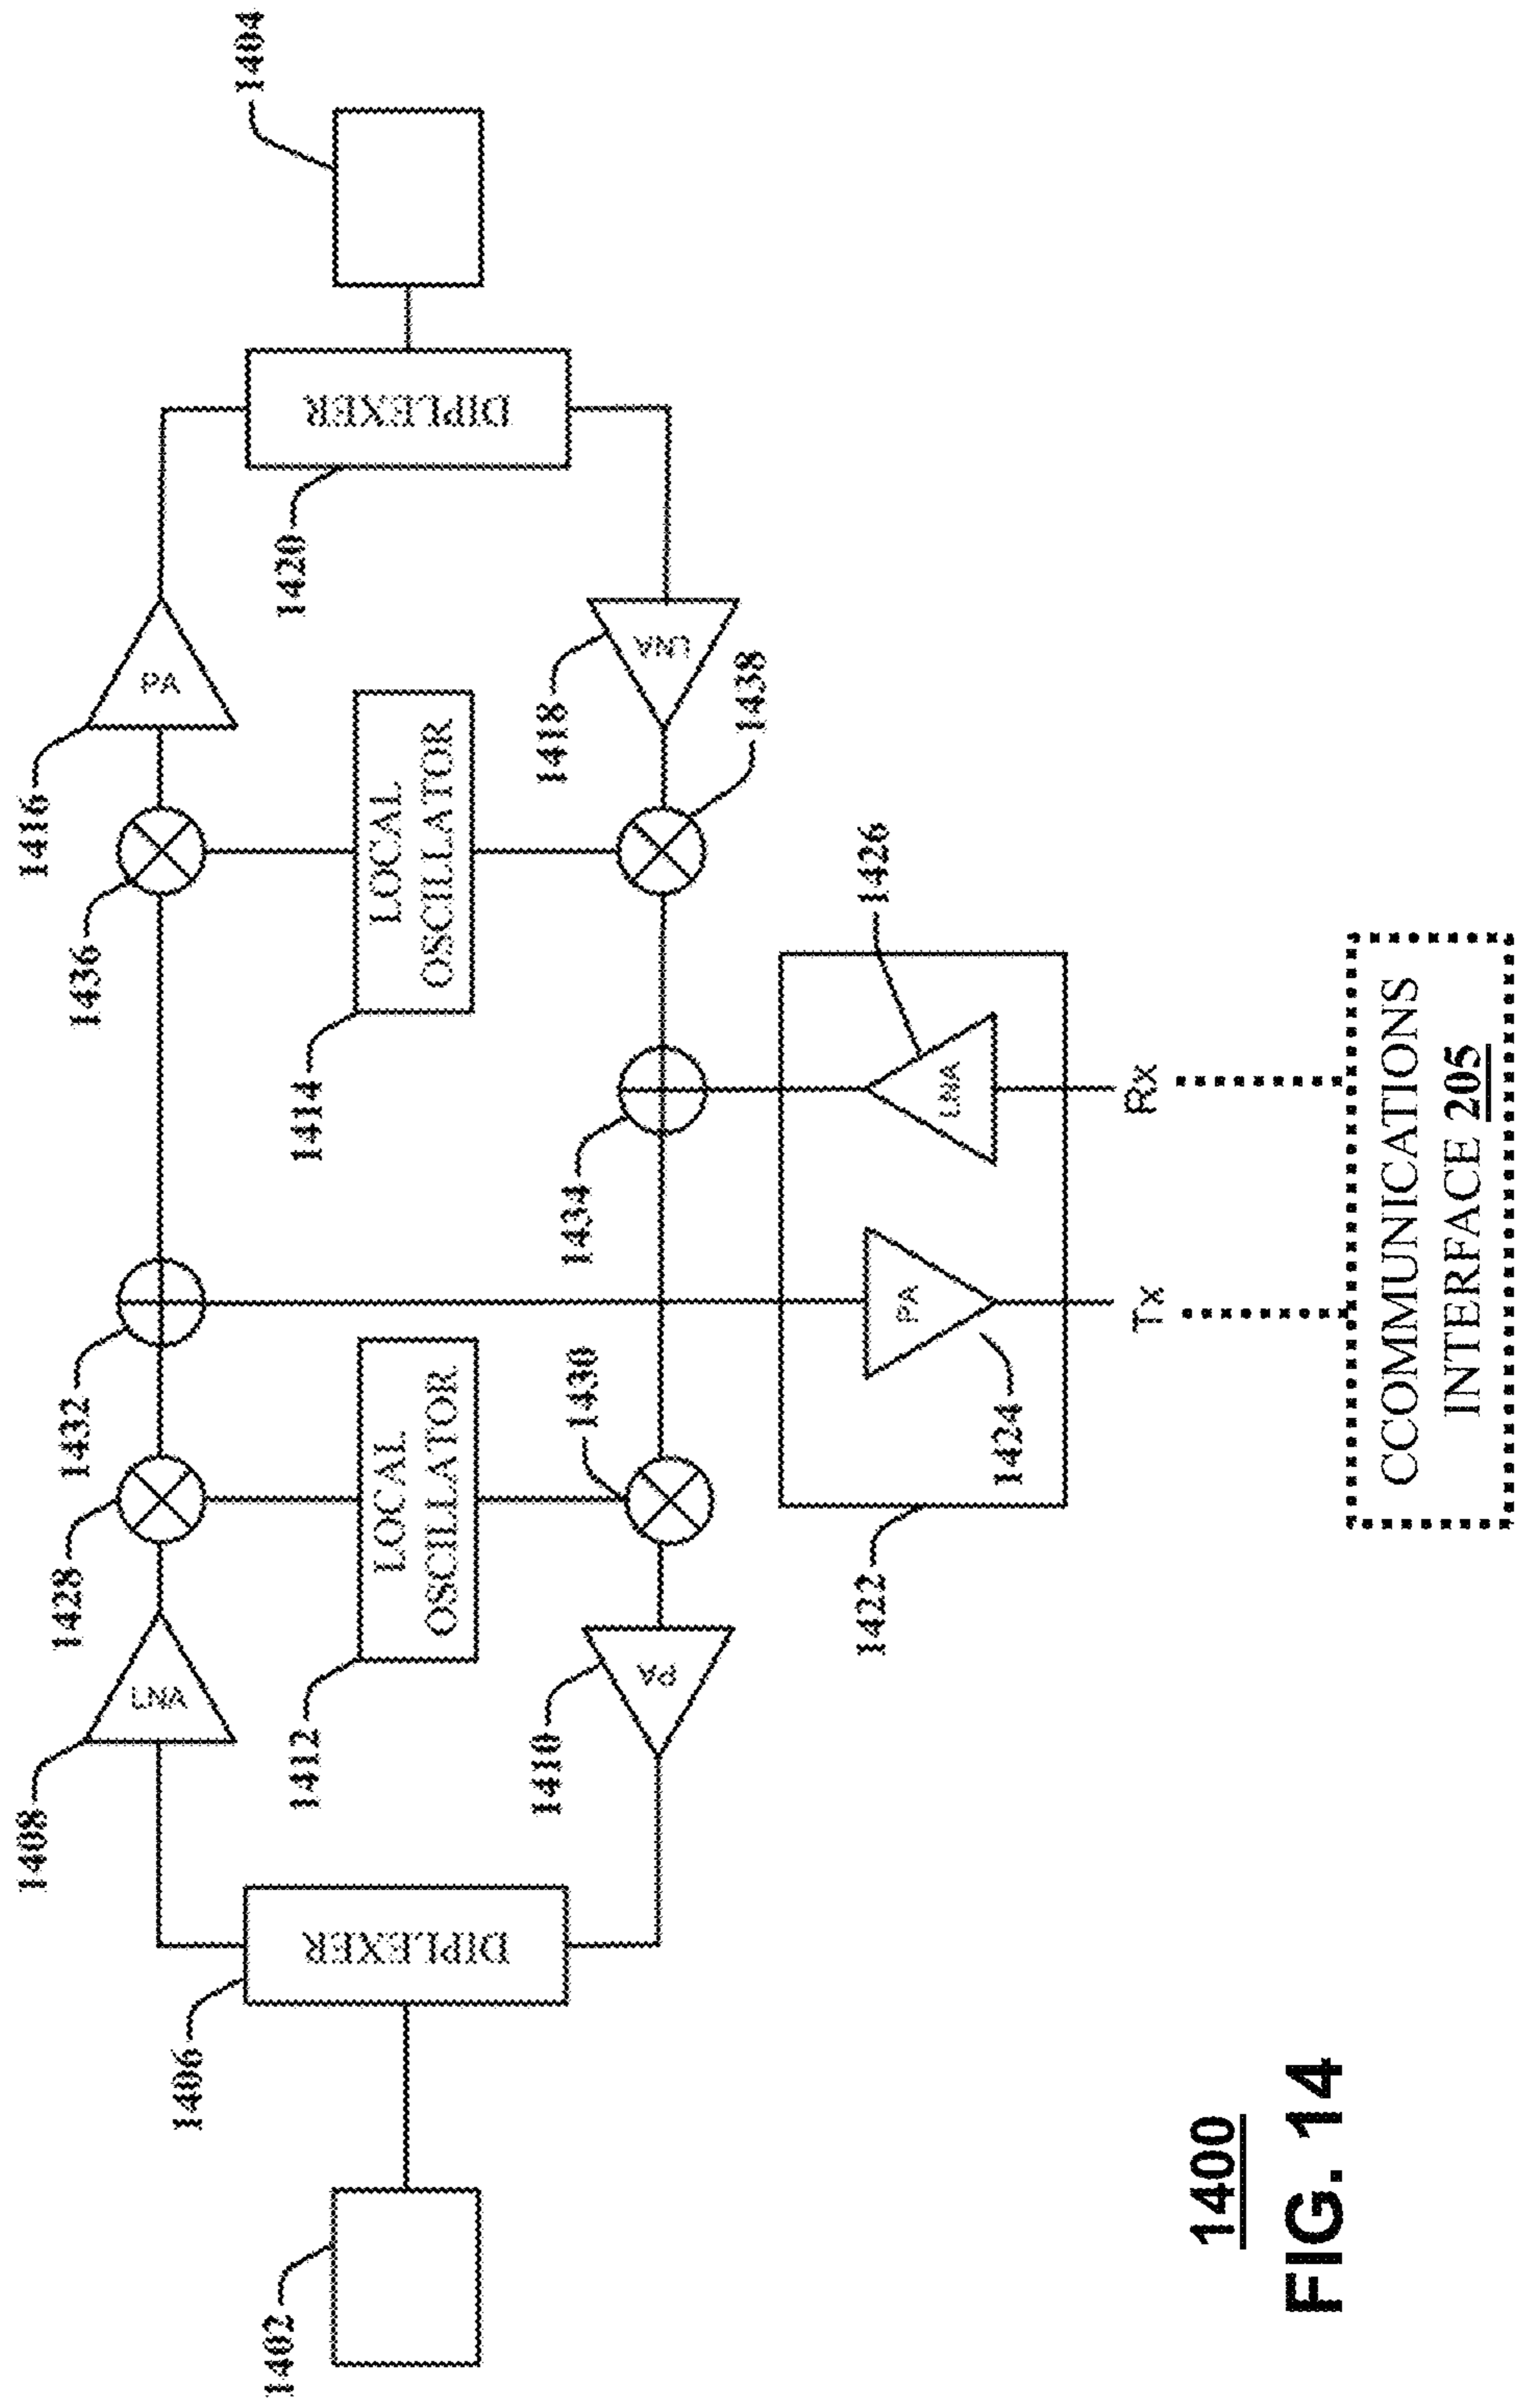 1404
1416
PA
1436
DIPLEXER
1420
LOCAL
OSCILLATOR
1414
LNA
1418
1438
1432
1434
1426
LNA
Rx
1428
LOCAL
OSCILLATOR
1412
1430
PA
1424
Tx
1422
CCOMMUNICATIONS
INTERFACE 205
1408
LNA
1410
PA
DIPLEXER
1406
1402
1400
FIG. 14